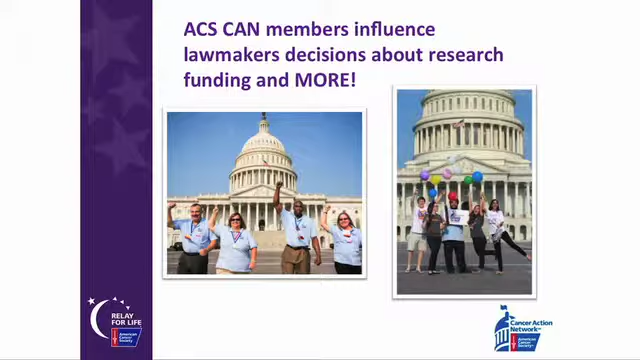 ACS CAN members influence
lawmakers decisions about research
funding and MORE!
RELAY
FOR LIFE
American
Cancer
Society
Cancer Action
Network
American
Cancer
Society